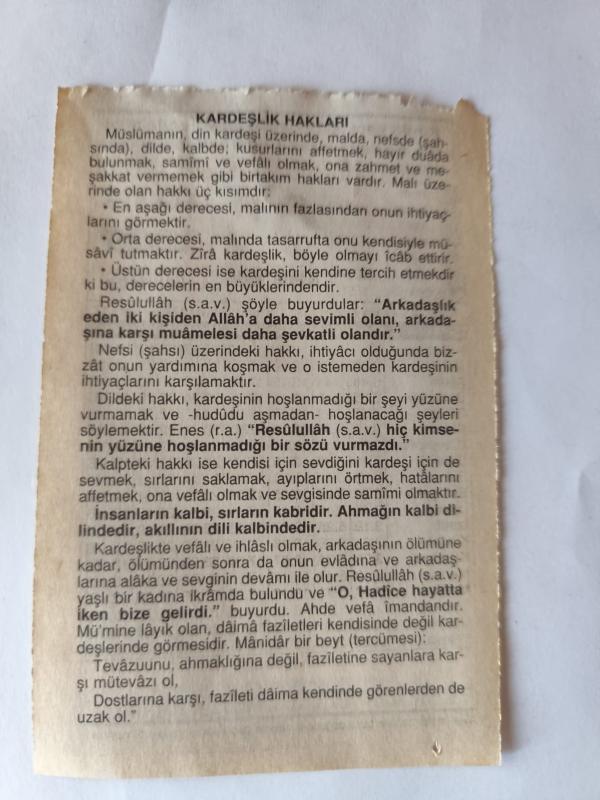 KARDEŞLİK HAKLARI
Müslümanın, din kardeşi üzerinde, malda, nefsde (şah-
sında), dilde, kalbde; kusurlarını affetmek, hayır duâda
bulunmak, samîmî ve vefâlı olmak, ona zahmet ve me-
şakkat vermemek gibi birtakım hakları vardır. Malı üze-
rinde olan hakkı üç kısımdır:
• En aşağı derecesi, malının fazlasından onun ihtiyaç-
larını görmektir.
• Orta derecesi, malında tasarrufta onu kendisiyle mü-
sâvî tutmaktır. Zîrâ kardeşlik, böyle olmayı îcâb ettirir.
• Üstün derecesi ise kardeşini kendine tercih etmekdir
ki bu, derecelerin en büyüklerindendir.
Resûlullâh (s.a.v.) şöyle buyurdular: “Arkadaşlık
eden iki kişiden Allâh’a daha sevimli olanı, arkada-
şına karşı muâmelesi daha şevkatli olandır.”
Nefsi (şahsı) üzerindeki hakkı, ihtiyâcı olduğunda biz-
zât onun yardımına koşmak ve o istemeden kardeşinin
ihtiyaçlarını karşılamaktır.
Dildeki hakkı, kardeşinin hoşlanmadığı bir şeyi yüzüne
vurmamak ve -hudûdu aşmadan- hoşlanacağı şeyleri
söylemektir. Enes (r.a.) “Resûlullâh (s.a.v.) hiç kimse-
nin yüzüne hoşlanmadığı bir sözü vurmazdı.”
Kalpteki hakkı ise kendisi için sevdiğini kardeşi için de
sevmek, sırlarını saklamak, ayıplarını örtmek, hatâlarını
affetmek, ona vefâlı olmak ve sevgisinde samîmî olmaktır.
İnsanların kalbi, sırların kabridir. Ahmağın kalbi di-
lindedir, akıllının dili kalbindedir.
Kardeşlikte vefâlı ve ihlâslı olmak, arkadaşının ölümüne
kadar, ölümünden sonra da onun evlâdına ve arkadaş-
larına alâka ve sevginin devâmı ile olur. Resûlullâh (s.a.v.)
yaşlı bir kadına ikrâmda bulundu ve “O, Hadîce hayatta
iken bize gelirdi.” buyurdu. Ahde vefâ îmandandır.
Mü’mine lâyık olan, dâimâ fazîletleri kendisinde değil kar-
deşlerinde görmesidir. Mânidâr bir beyt (tercümesi):
Tevâzuunu, ahmaklığına değil, fazîletine sayanlara kar-
şı mütevâzı ol,
Dostlarına karşı, fazîleti dâima kendinde görenlerden de
uzak ol.”